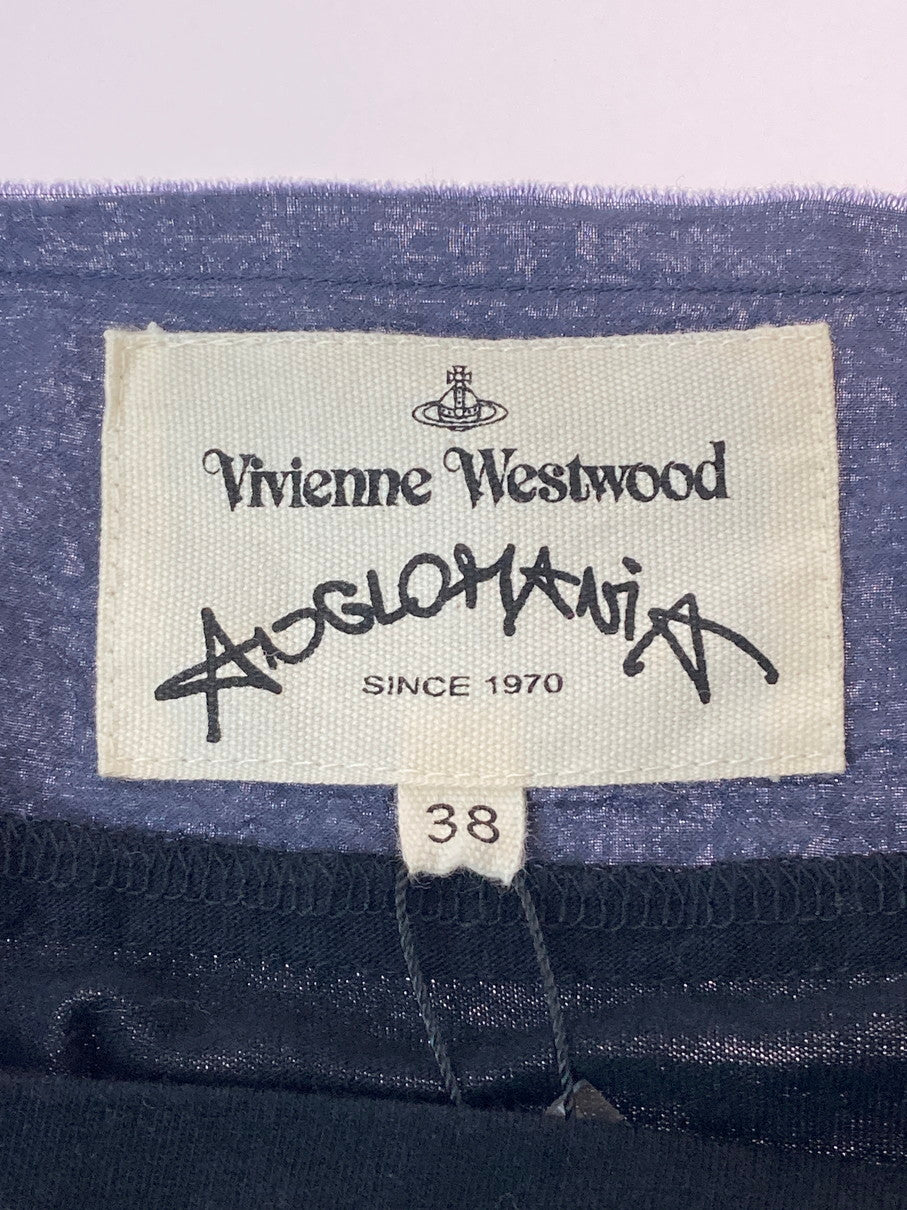 Vivienne Westwood
ANGLOMANIA
SINCE 1970
38